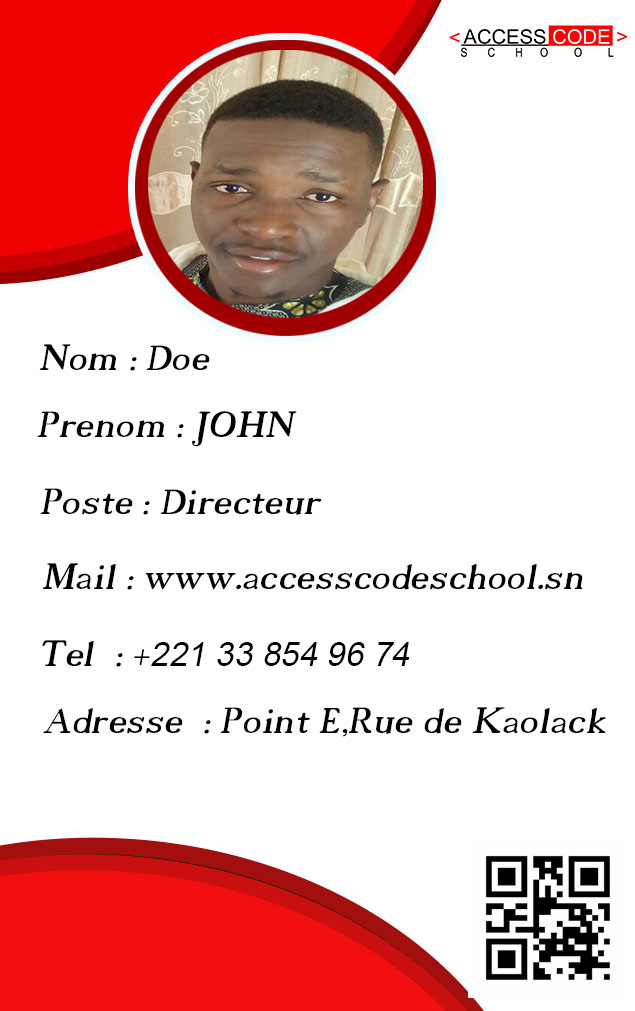 <ACCESS CODE>
SCHOOL
Nom : Doe
Prenom : JOHN
Poste : Directeur
Mail : www.accesscodeschool.sn
Tel : +221 33 854 96 74
Adresse : Point E,Rue de Kaolack